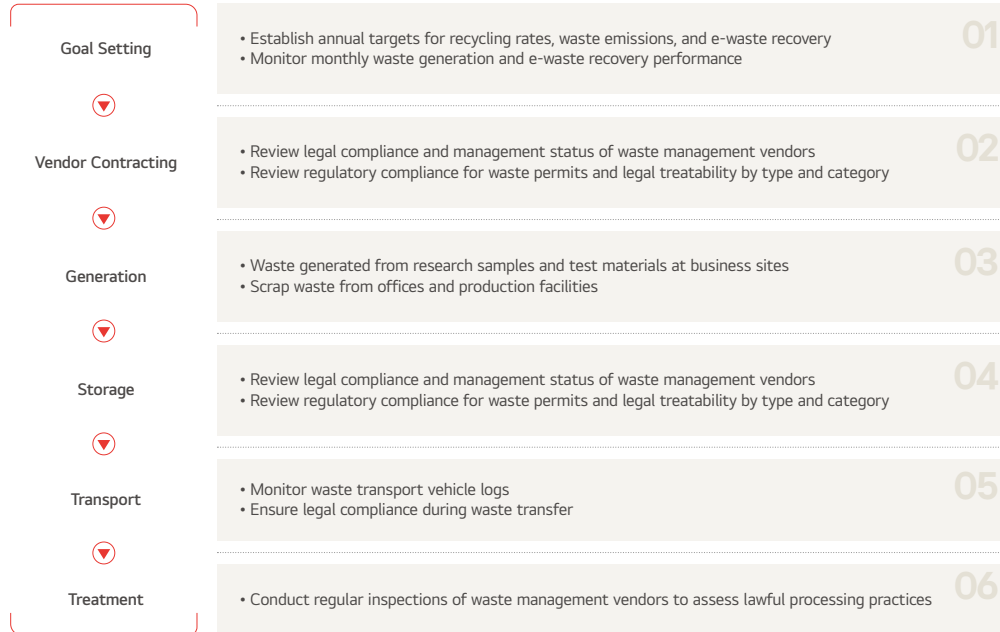 Goal Setting
• Establish annual targets for recycling rates, waste emissions, and e-waste recovery
• Monitor monthly waste generation and e-waste recovery performance
01
Vendor Contracting
• Review legal compliance and management status of waste management vendors
• Review regulatory compliance for waste permits and legal treatability by type and category
02
Generation
• Waste generated from research samples and test materials at business sites
• Scrap waste from offices and production facilities
03
Storage
• Review legal compliance and management status of waste management vendors
• Review regulatory compliance for waste permits and legal treatability by type and category
04
Transport
• Monitor waste transport vehicle logs
• Ensure legal compliance during waste transfer
05
Treatment
• Conduct regular inspections of waste management vendors to assess lawful processing practices
06